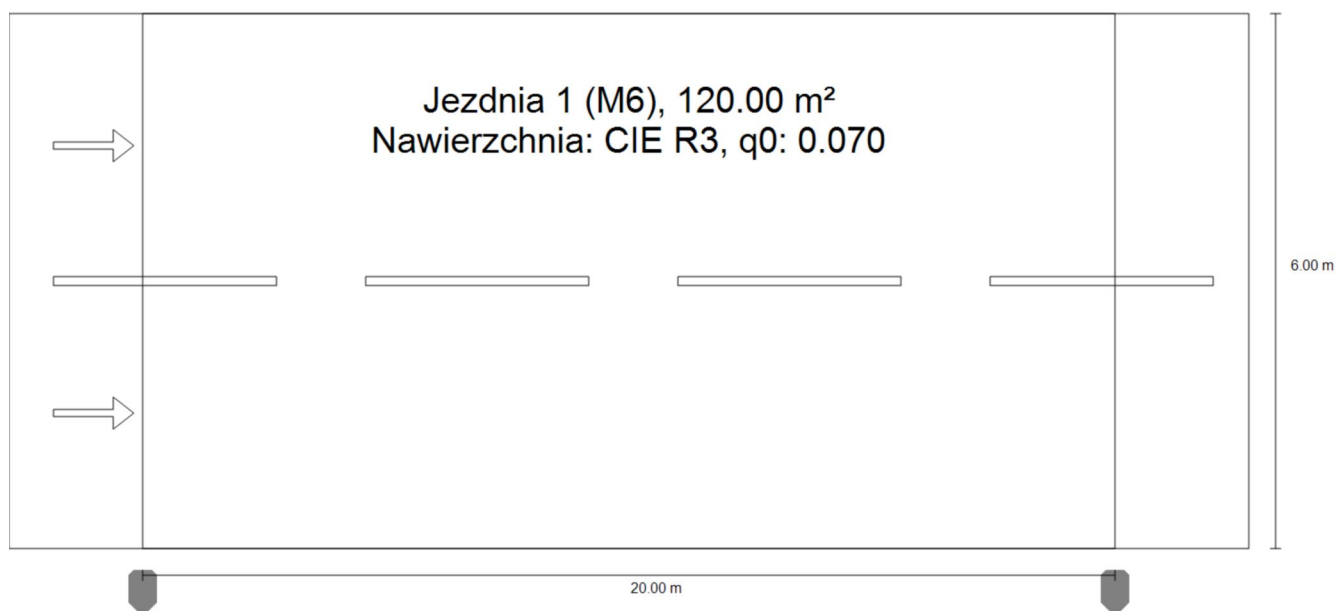 Jezdnia 1 (M6), 120.00 m²
Nawierzchnia: CIE R3, q0: 0.070
6.00 m
20.00 m